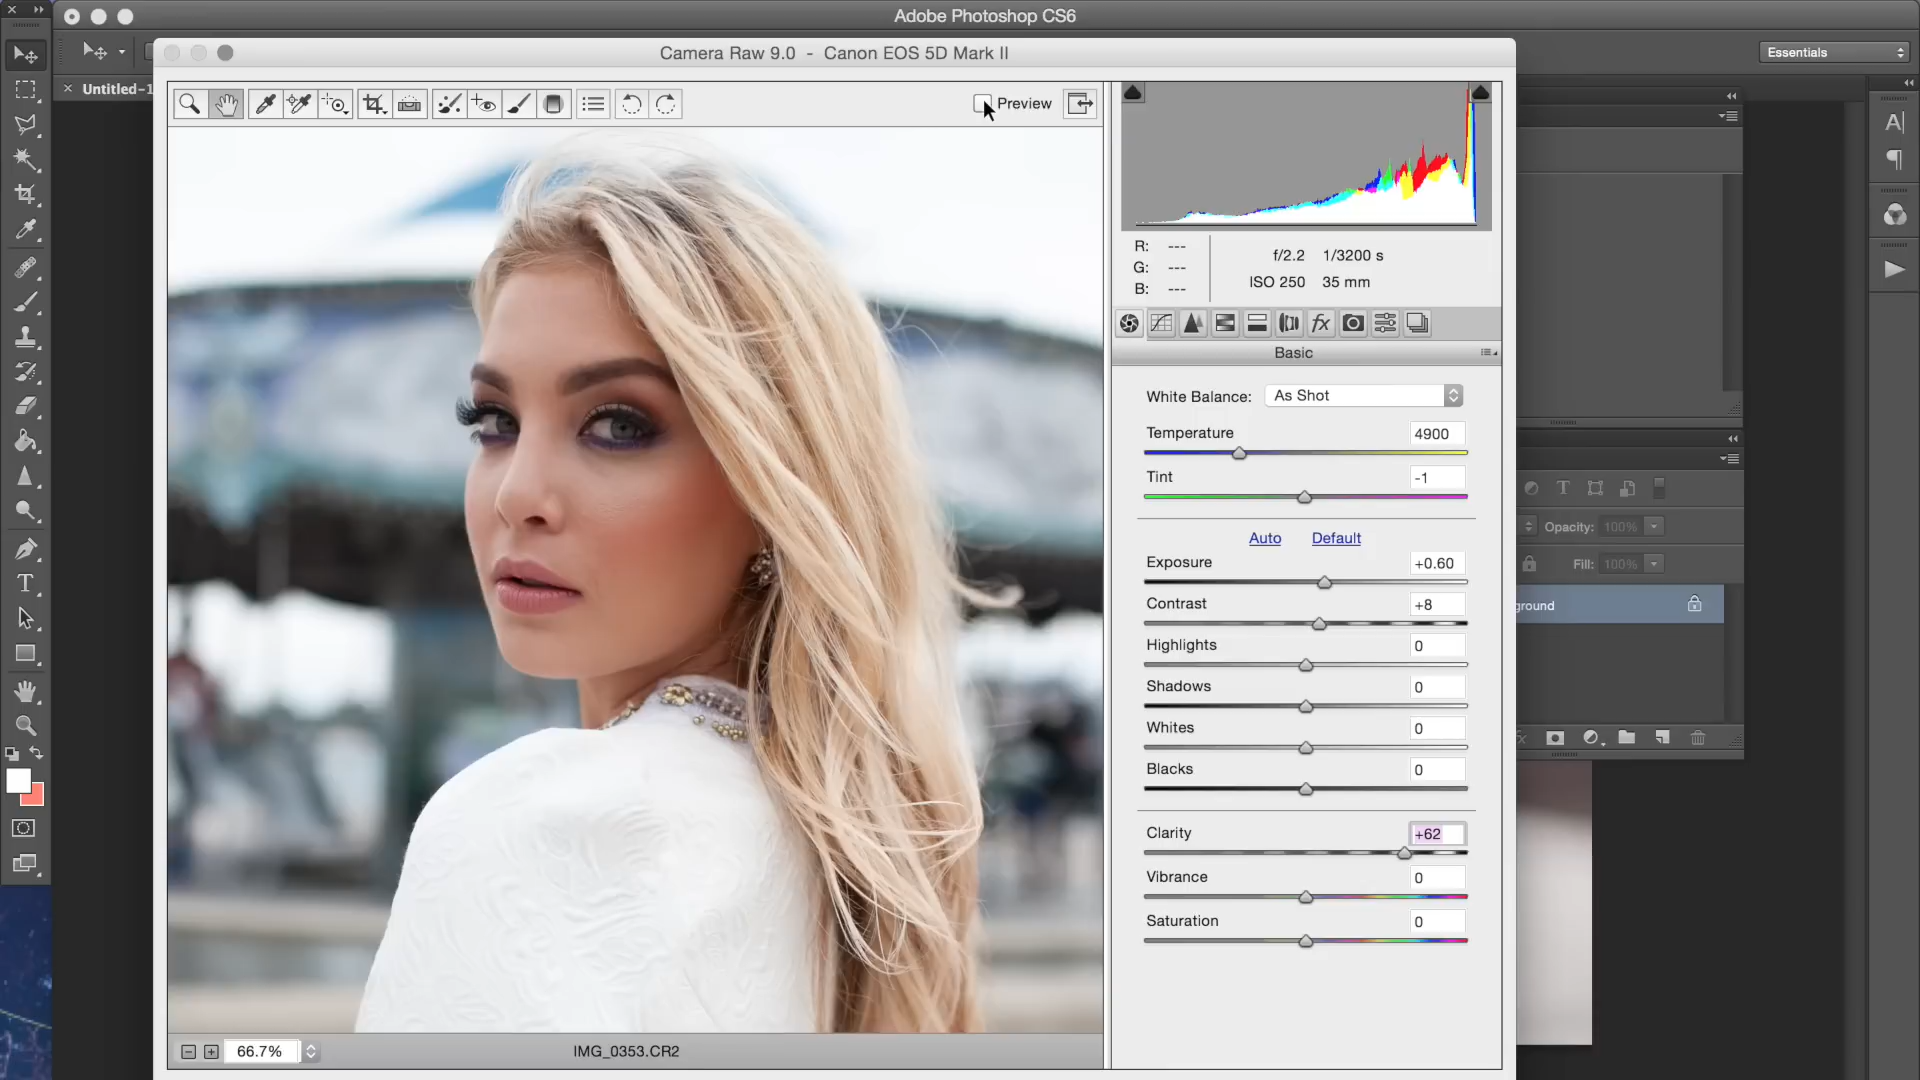 Adobe Photoshop CS6
Essentials
Camera Raw 9.0 - Canon EOS 5D Mark II
Untitled-1
Preview
R: ---
G: ---
B: ---
f/2.2 1/3200 s
ISO 250 35 mm
fx
Basic
White Balance: As Shot
Temperature 4900
Tint -1
Auto Default
Exposure +0.60
Contrast +8
Highlights 0
Shadows 0
Whites 0
Blacks 0
Clarity +62
Vibrance 0
Saturation 0
Opacity: 100%
Fill: 100%
ground
66.7%
IMG_0353.CR2